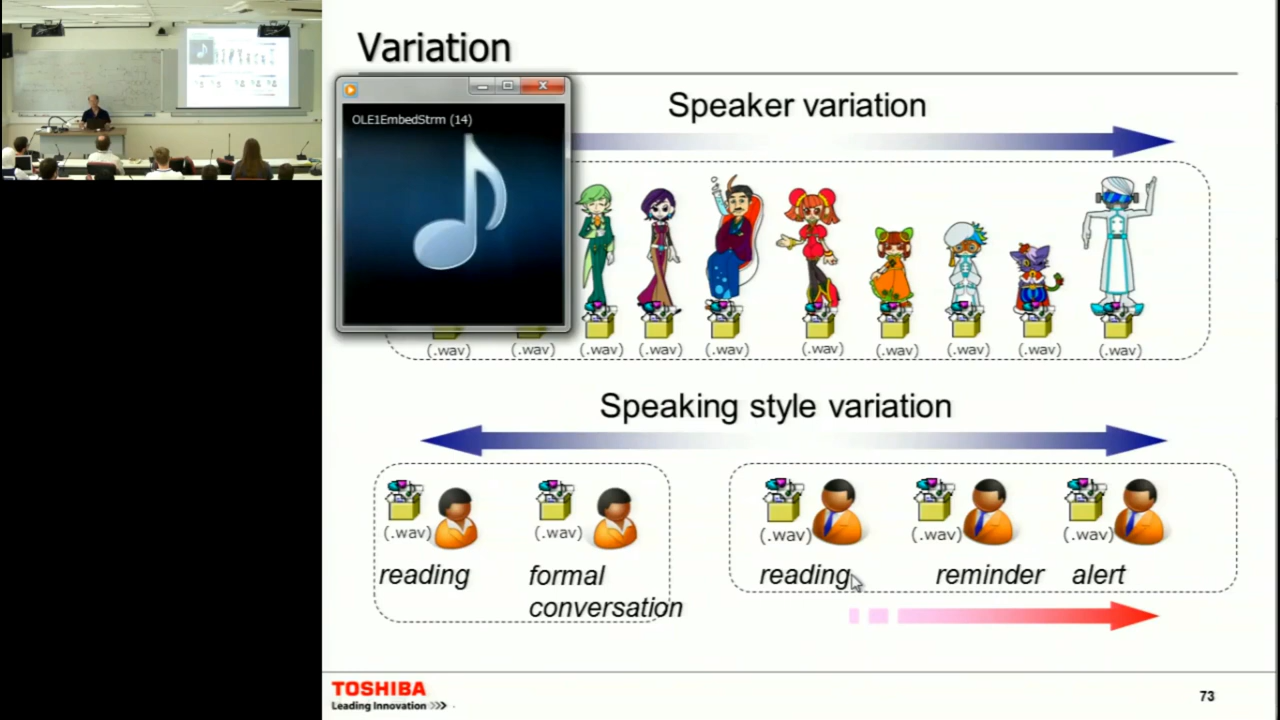 Variation
OLE1EmbedStrm (14)
Speaker variation
(.wav) (.wav) (.wav) (.wav) (.wav) (.wav) (.wav) (.wav) (.wav) (.wav)
Speaking style variation
(.wav) (.wav) (.wav) (.wav) (.wav)
reading formal conversation reading reminder alert
TOSHIBA
Leading Innovation >>>
73